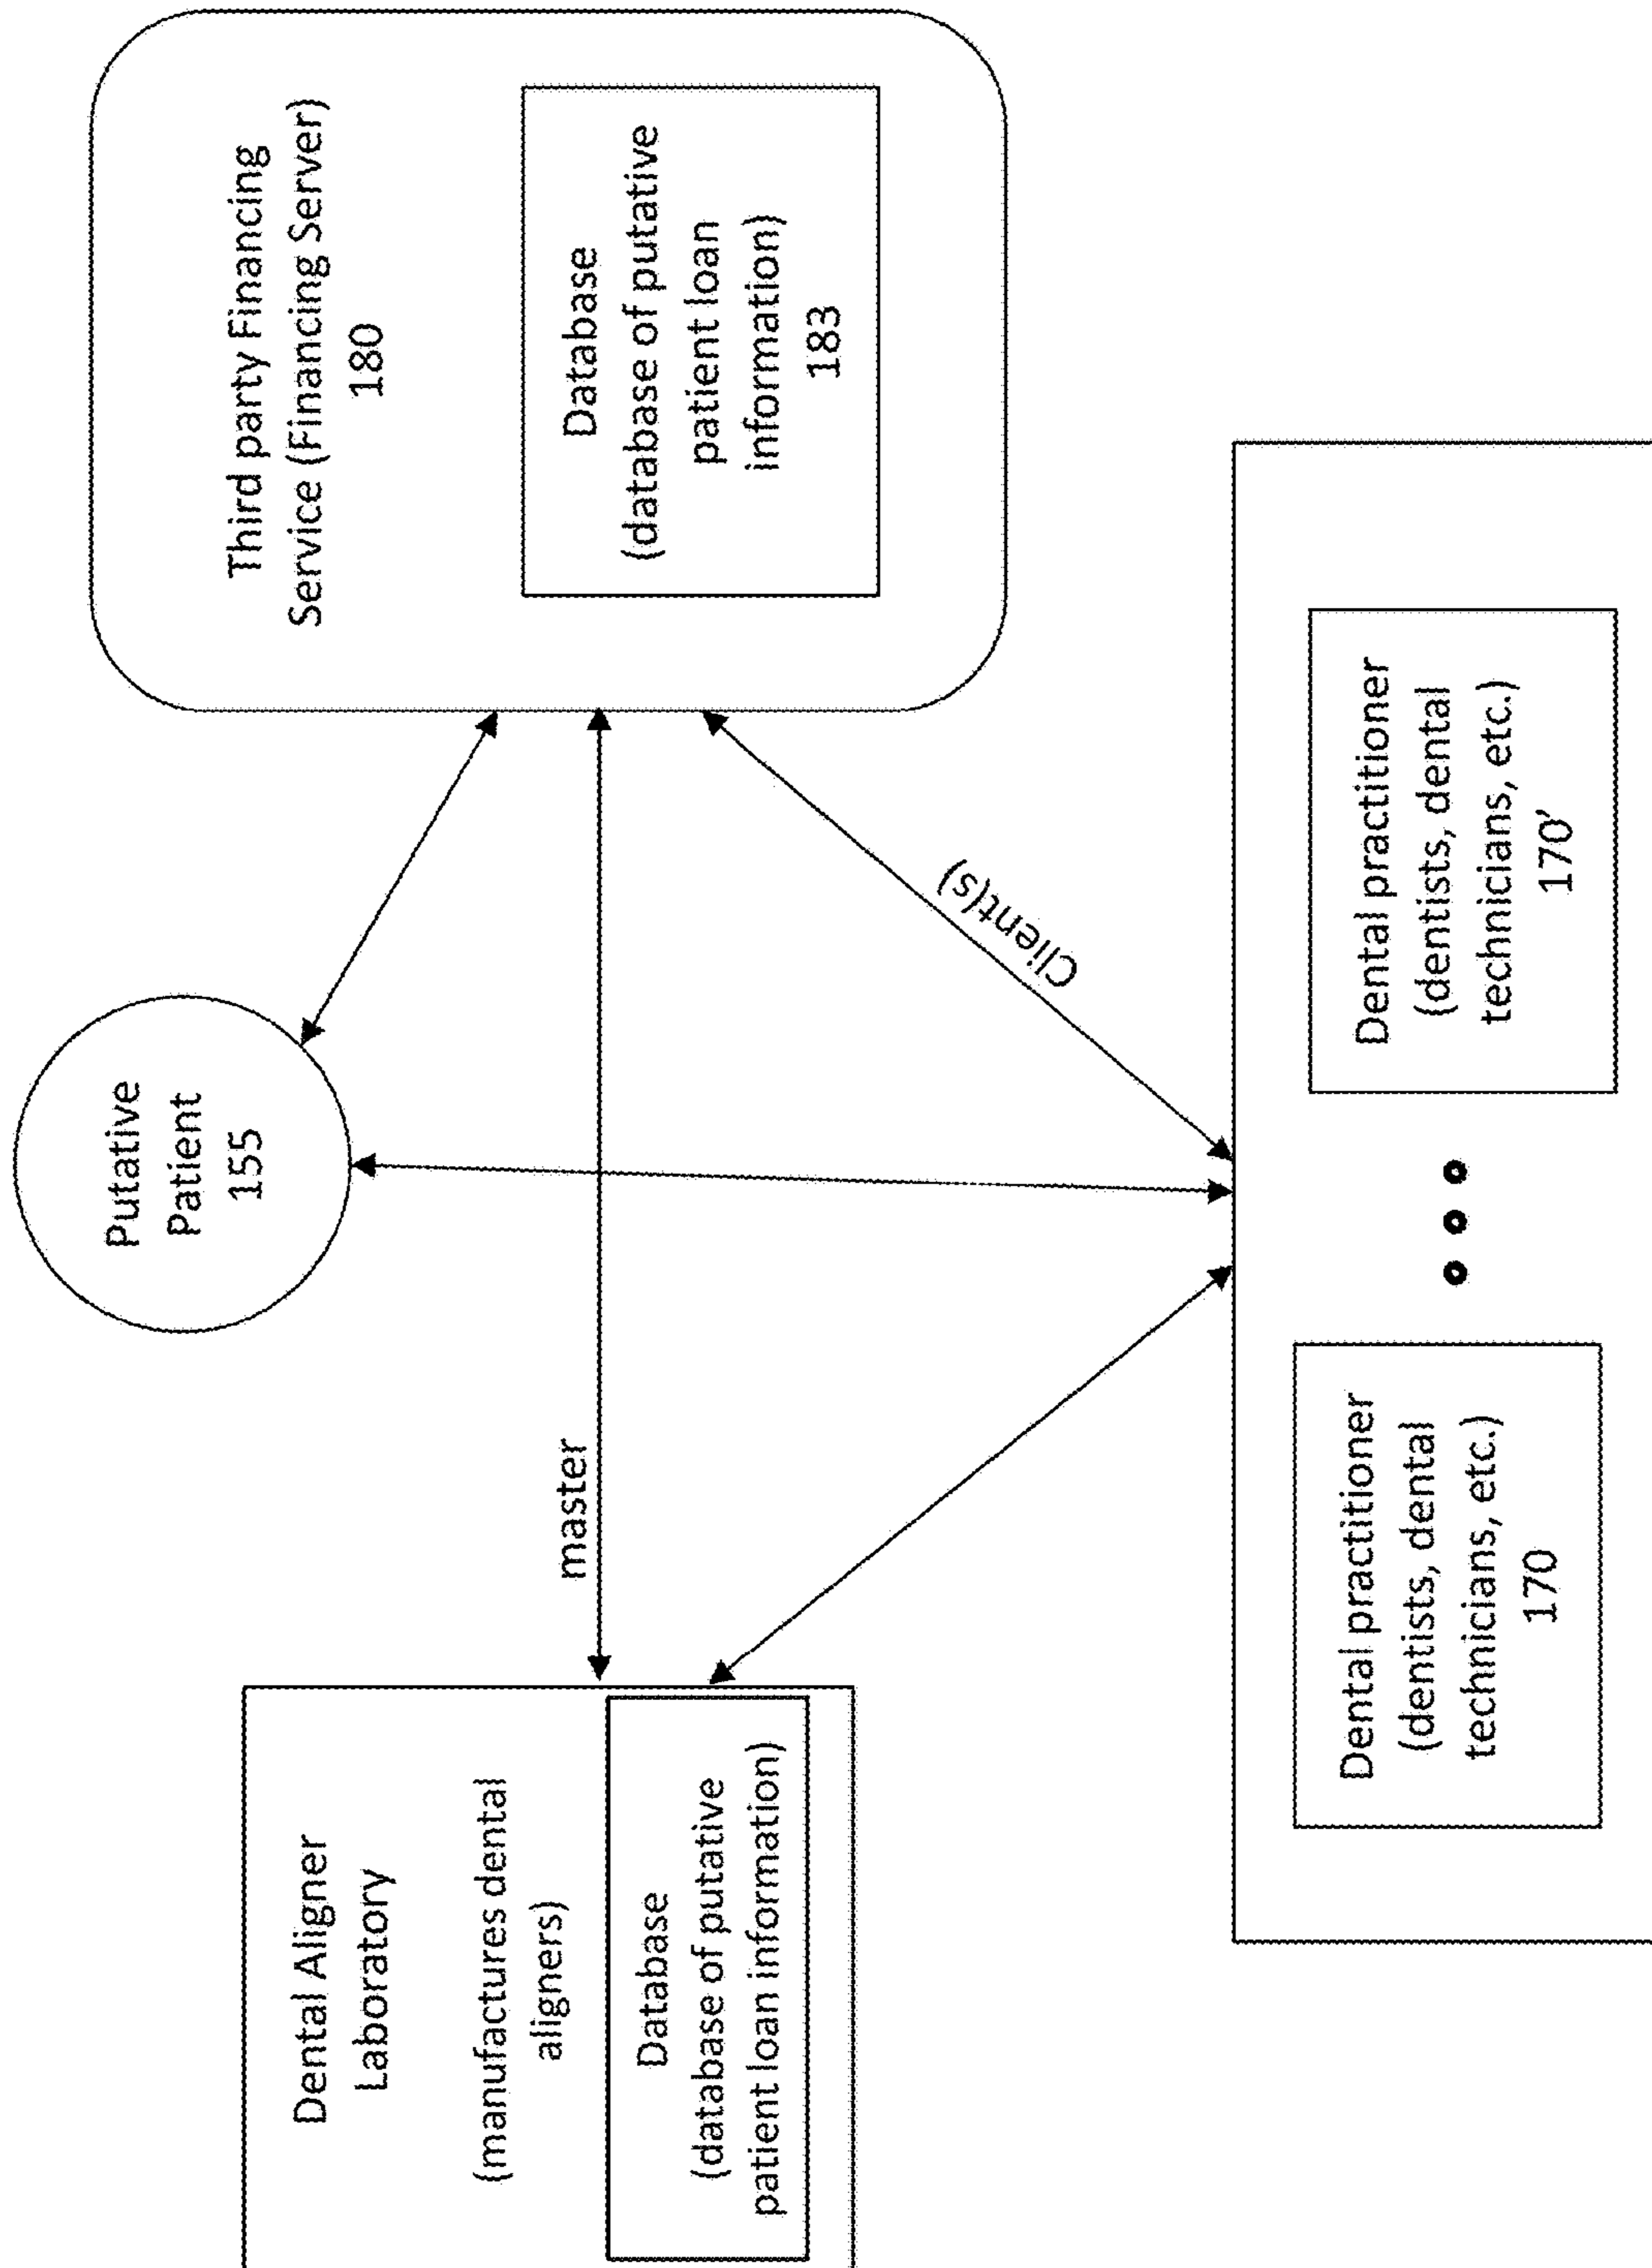 Putative
Patient
155
Dental Aligner
Laboratory
(manufactures dental
aligners)
Database
(database of putative
patient loan information)
master
Third party Financing
Service (Financing Server)
180
Database
(database of putative
patient loan
information)
183
Client(s)
Dental practitioner
(dentists, dental
technicians, etc.)
170
Dental practitioner
(dentists, dental
technicians, etc.)
170'